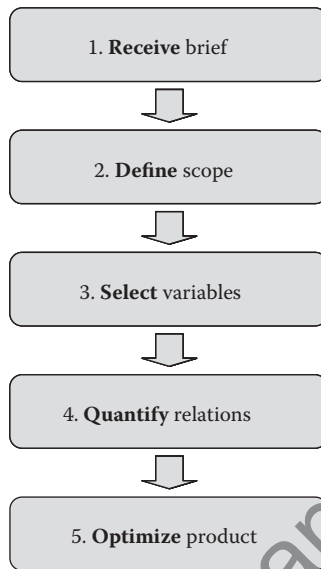 1. Receive brief
2. Define scope
3. Select variables
4. Quantify relations
5. Optimize product